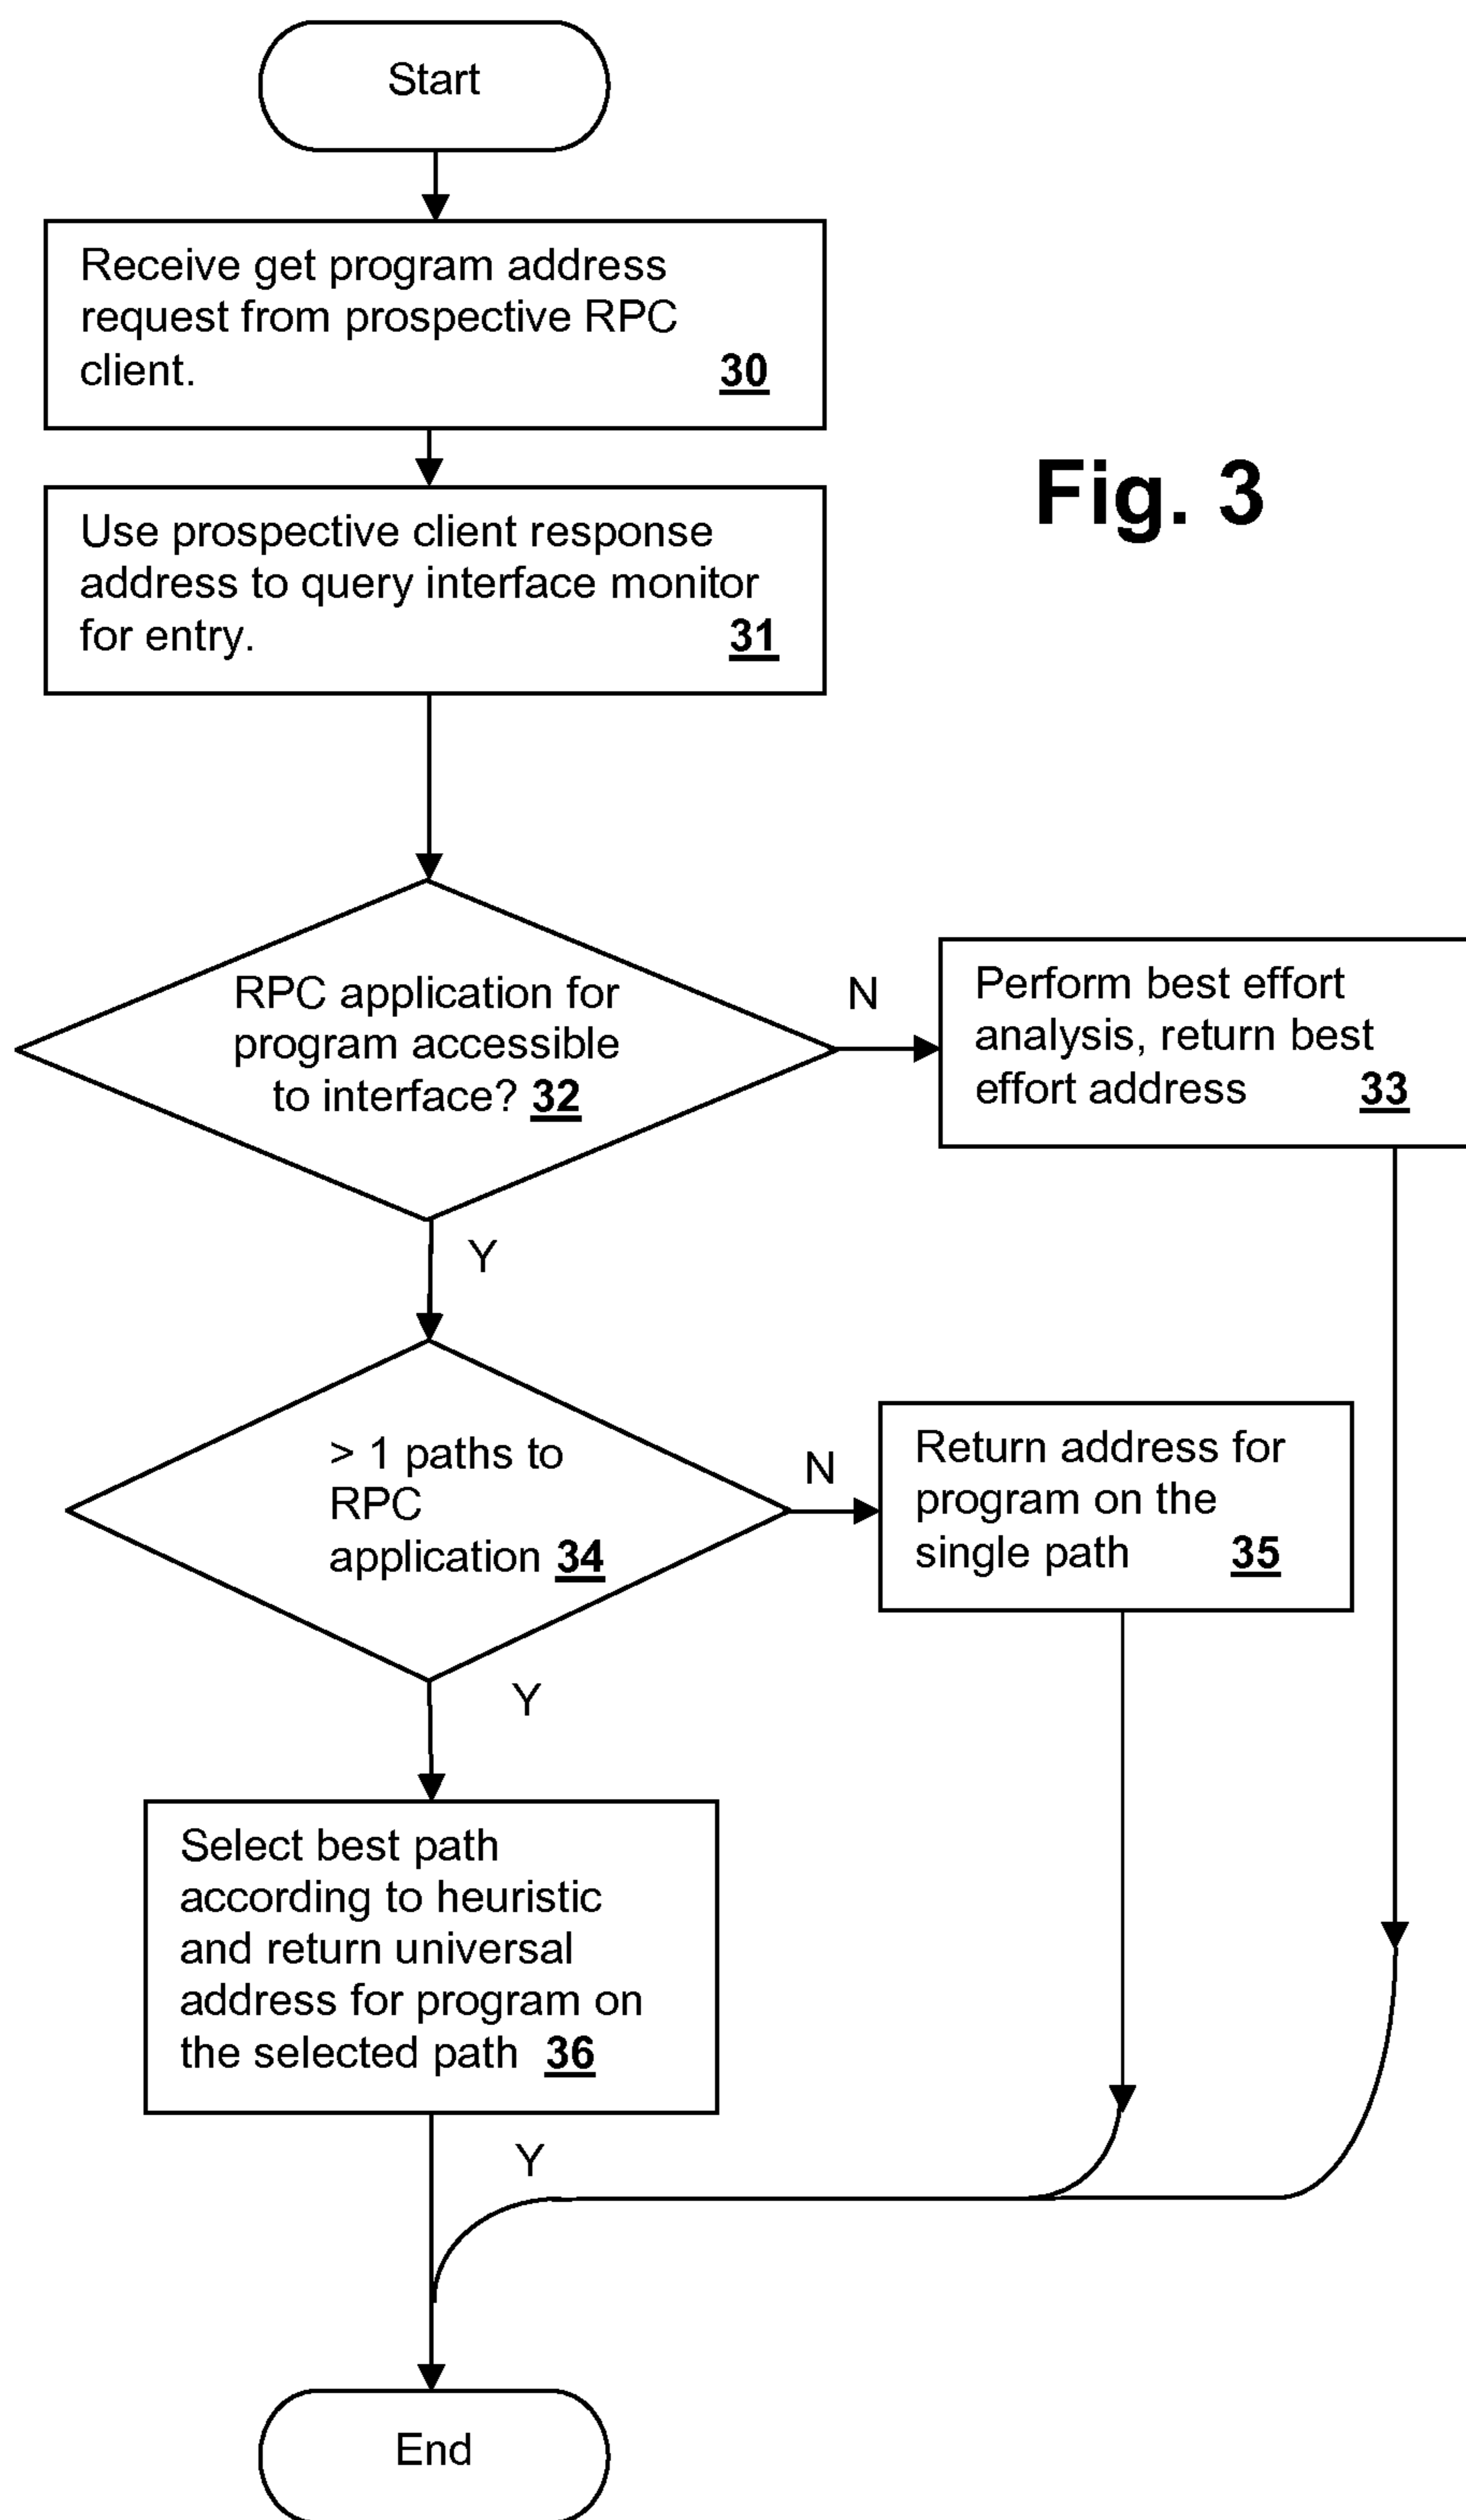 Start
Receive get program address
request from prospective RPC
client. 30
Fig. 3
Use prospective client response
address to query interface monitor
for entry. 31
RPC application for
program accessible
to interface? 32
N
Perform best effort
analysis, return best
effort address 33
Y
> 1 paths to
RPC
application 34
N
Return address for
program on the
single path 35
Y
Select best path
according to heuristic
and return universal
address for program on
the selected path 36
Y
End